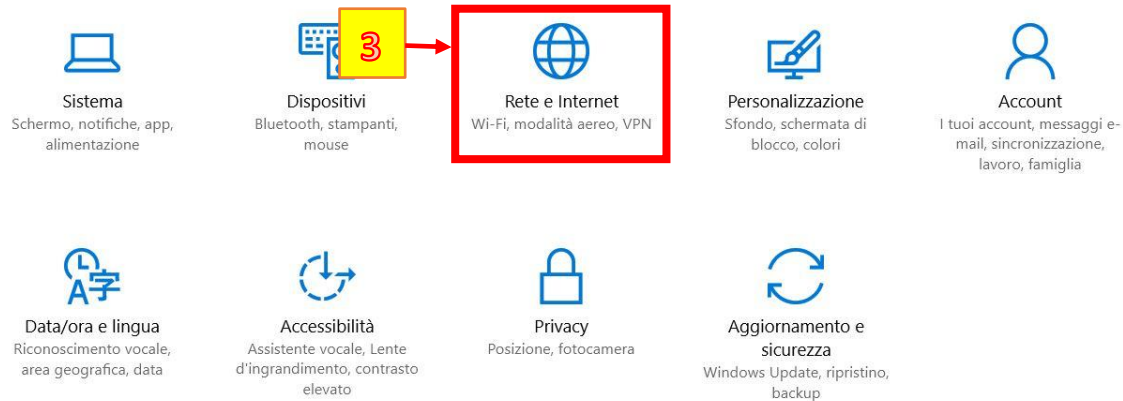 3
Sistema
Schermo, notifiche, app,
alimentazione
Dispositivi
Bluetooth, stampanti,
mouse
Rete e Internet
Wi-Fi, modalità aereo, VPN
Personalizzazione
Sfondo, schermata di
blocco, colori
Account
I tuoi account, messaggi e-
mail, sincronizzazione,
lavoro, famiglia
A字
Data/ora e lingua
Riconoscimento vocale,
area geografica, data
Accessibilità
Assistente vocale, Lente
d'ingrandimento, contrasto
elevato
Privacy
Posizione, fotocamera
Aggiornamento e
sicurezza
Windows Update, ripristino,
backup